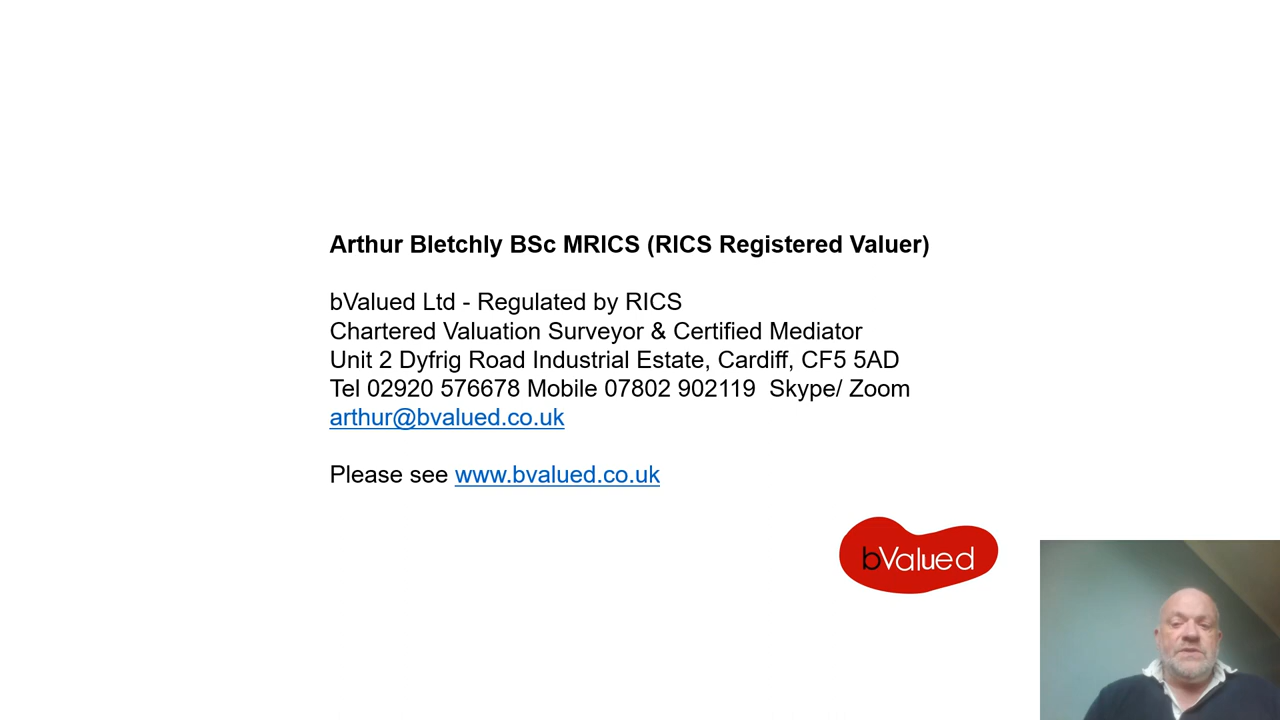 Arthur Bletchly BSc MRICS (RICS Registered Valuer)
bValued Ltd - Regulated by RICS
Chartered Valuation Surveyor & Certified Mediator
Unit 2 Dyfrig Road Industrial Estate, Cardiff, CF5 5AD
Tel 02920 576678 Mobile 07802 902119  Skype/ Zoom
arthur@bvalued.co.uk
Please see www.bvalued.co.uk
bValued